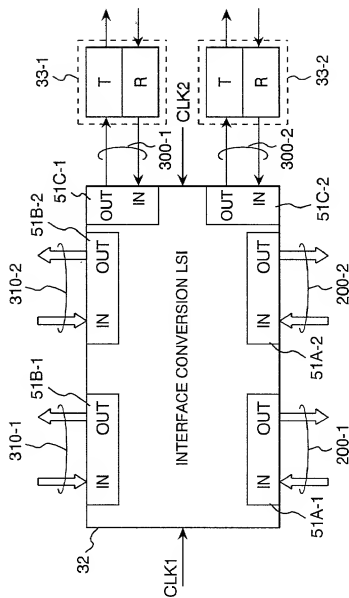 310-1
310-2
51B-1
51B-2
51C-1
33-1
32
IN
OUT
IN
OUT
OUT
IN
T
R
300-1
CLK1
INTERFACE CONVERSION LSI
CLK2
IN
OUT
IN
OUT
OUT
IN
T
R
300-2
51A-1
200-1
51A-2
200-2
51C-2
33-2